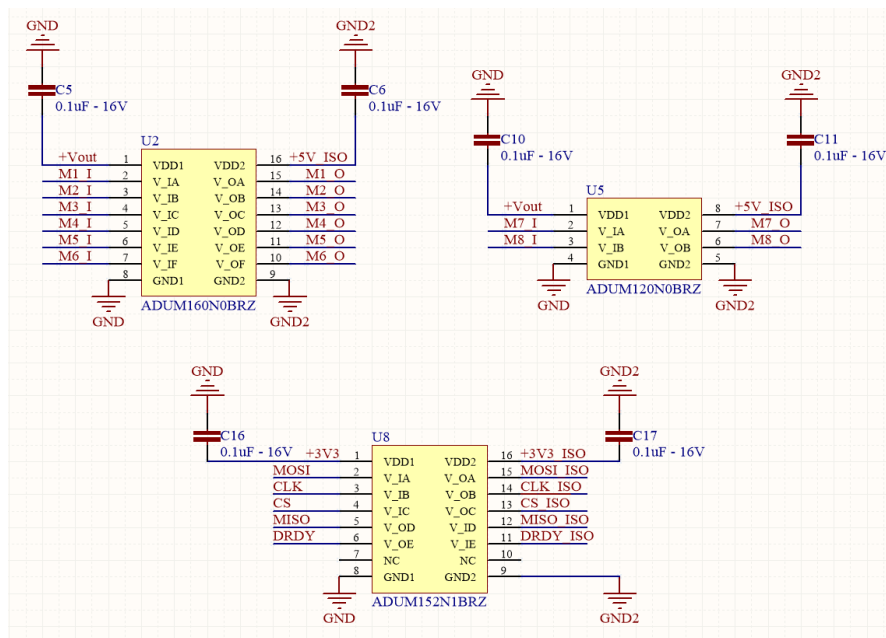 GND
GND2
C5
0.1uF - 16V
C6
0.1uF - 16V
U2
+Vout 1 VDD1 VDD2 16 +5V_ISO
M1_I 2 V_IA V_OA 15 M1_O
M2_I 3 V_IB V_OB 14 M2_O
M3_I 4 V_IC V_OC 13 M3_O
M4_I 5 V_ID V_OD 12 M4_O
M5_I 6 V_IE V_OE 11 M5_O
M6_I 7 V_IF V_OF 10 M6_O
8 GND1 GND2 9
ADUM160N0BRZ
GND
GND2
GND
GND2
C10
0.1uF - 16V
C11
0.1uF - 16V
U5
+Vout 1 VDD1 VDD2 8 +5V_ISO
M7_I 2 V_IA V_OA 7 M7_O
M8_I 3 V_IB V_OB 6 M8_O
4 GND1 GND2 5
ADUM120N0BRZ
GND
GND2
GND
GND2
C16
0.1uF - 16V
C17
0.1uF - 16V
U8
+3V3 1 VDD1 VDD2 16 +3V3_ISO
MOSI 2 V_IA V_OA 15 MOSI_ISO
CLK 3 V_IB V_OB 14 CLK_ISO
CS 4 V_IC V_OC 13 CS_ISO
MISO 5 V_OD V_ID 12 MISO_ISO
DRDY 6 V_OE V_IE 11 DRDY_ISO
7 NC NC 10
8 GND1 GND2 9
ADUM152N1BRZ
GND
GND2